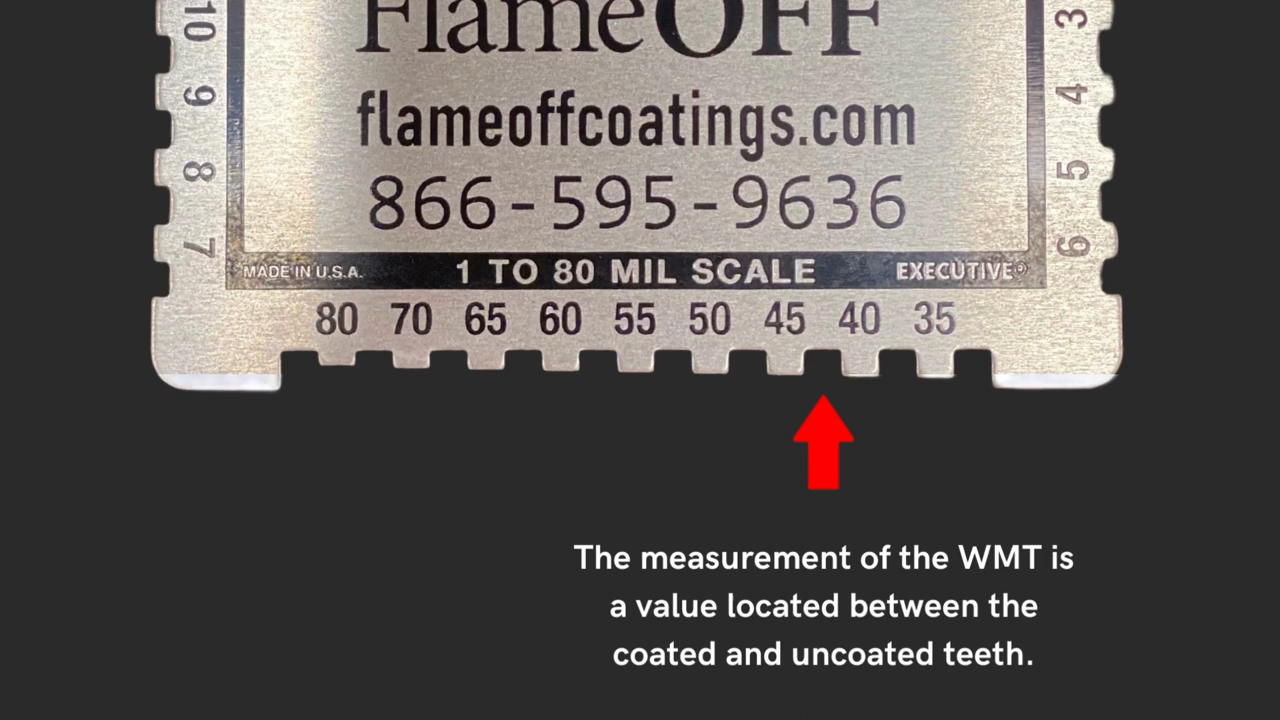 FlameOFF
flameoffcoatings.com
866-595-9636
MADE IN U.S.A. 1 TO 80 MIL SCALE EXECUTIVE®
80 70 65 60 55 50 45 40 35
10
9
8
7
3
4
5
6
The measurement of the WMT is
a value located between the
coated and uncoated teeth.